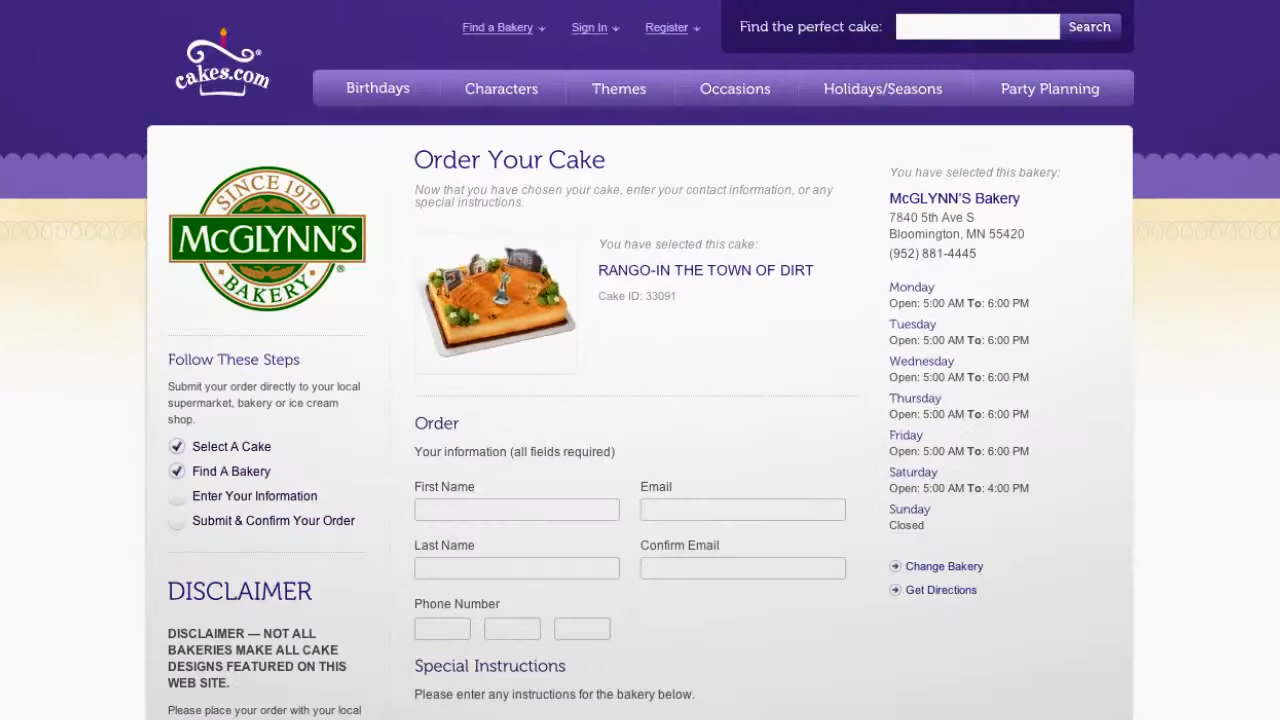 Find a Bakery
Sign In
Register
Find the perfect cake:
Search
cakes.com®
Birthdays
Characters
Themes
Occasions
Holidays/Seasons
Party Planning
SINCE 1919
McGLYNN'S
BAKERY
®
Follow These Steps
Submit your order directly to your local
supermarket, bakery or ice cream
shop.
Select A Cake
Find A Bakery
Enter Your Information
Submit & Confirm Your Order
DISCLAIMER
DISCLAIMER — NOT ALL
BAKERIES MAKE ALL CAKE
DESIGNS FEATURED ON THIS
WEB SITE.
Please place your order with your local
Order Your Cake
Now that you have chosen your cake, enter your contact information, or any
special instructions.
You have selected this cake:
RANGO-IN THE TOWN OF DIRT
Cake ID: 33091
Order
Your information (all fields required)
First Name
Email
Last Name
Confirm Email
Phone Number
Special Instructions
Please enter any instructions for the bakery below.
You have selected this bakery:
McGLYNN'S Bakery
7840 5th Ave S
Bloomington, MN 55420
(952) 881-4445
Monday
Open: 5:00 AM To: 6:00 PM
Tuesday
Open: 5:00 AM To: 6:00 PM
Wednesday
Open: 5:00 AM To: 6:00 PM
Thursday
Open: 5:00 AM To: 6:00 PM
Friday
Open: 5:00 AM To: 6:00 PM
Saturday
Open: 5:00 AM To: 4:00 PM
Sunday
Closed
Change Bakery
Get Directions